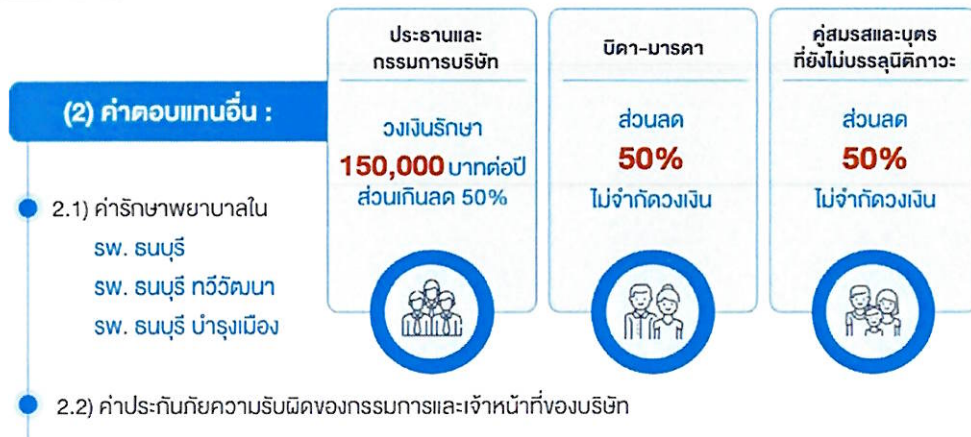 ประธานและ
กรรมการบริษัท
บิดา-มารดา
คู่สมรสและบุตร
ที่ยังไม่บรรลุนิติภาวะ
(2) ค่าตอบแทนอื่น :
วงเงินรักษา
150,000 บาทต่อปี
ส่วนเกินลด 50%
ส่วนลด
50%
ไม่จำกัดวงเงิน
ส่วนลด
50%
ไม่จำกัดวงเงิน
2.1) ค่ารักษาพยาบาลใน
รพ. ธนบุรี
รพ. ธนบุรี ทวีวัฒนา
รพ. ธนบุรี บำรุงเมือง
2.2) ค่าประกันภัยความรับผิดของกรรมการและเจ้าหน้าที่ของบริษัท